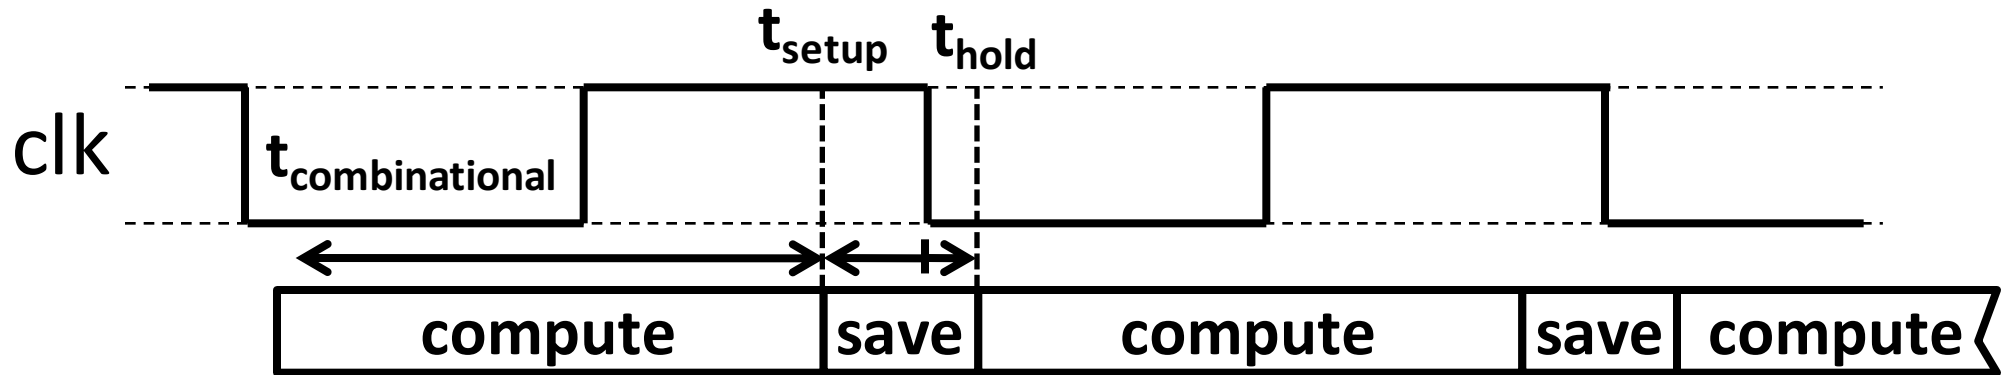 t_setup t_hold
clk
t_combinational
compute save compute save compute